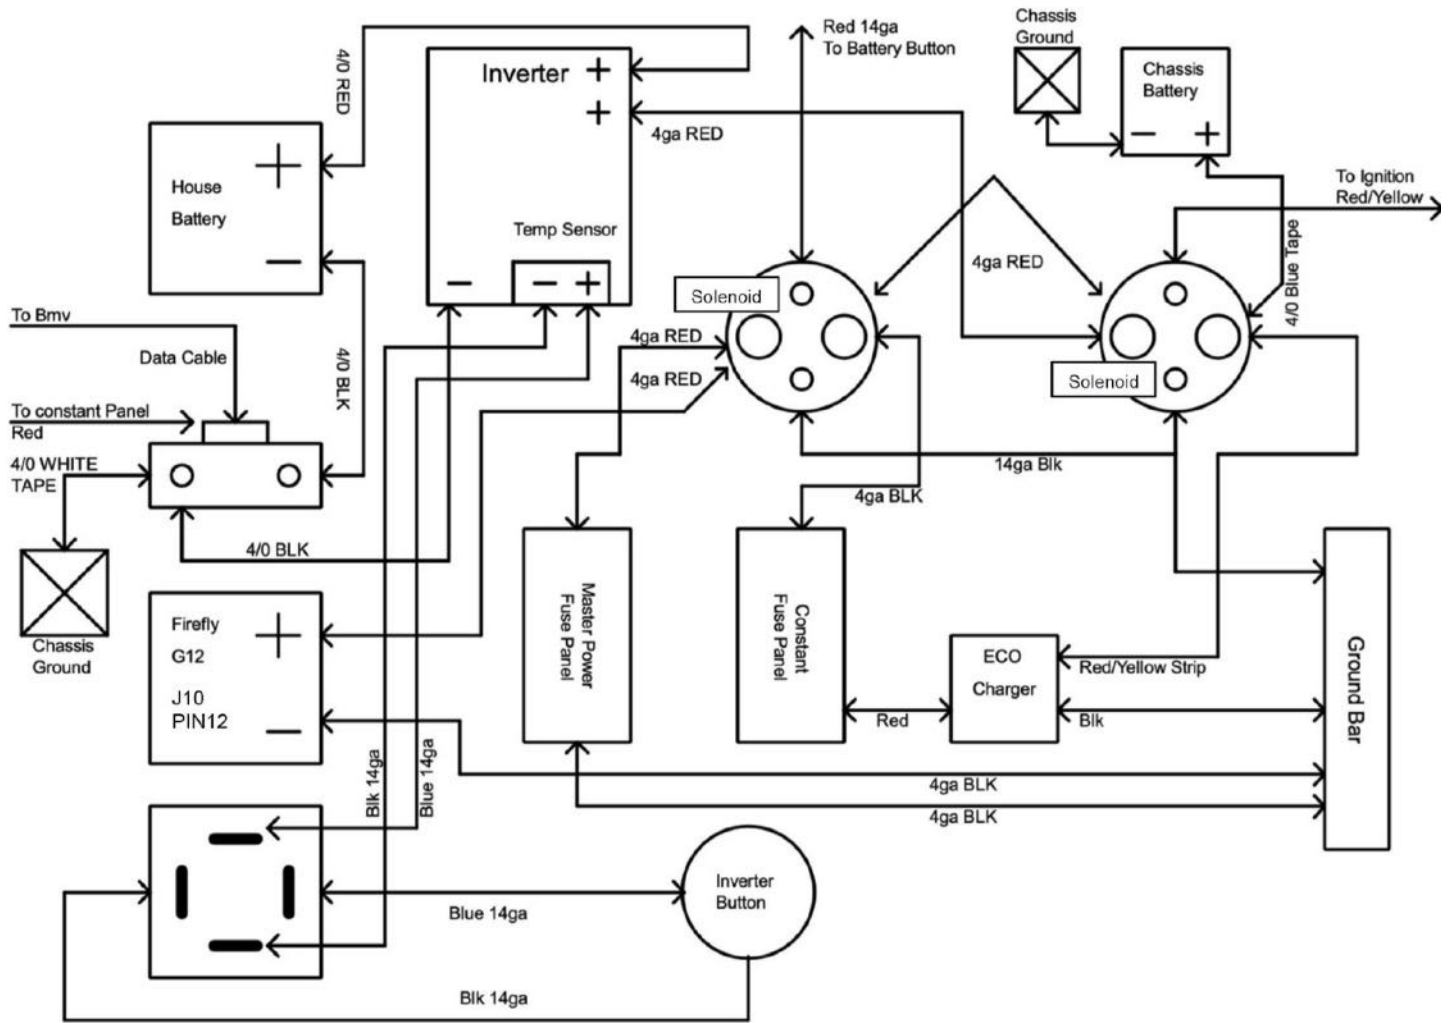 Red 14ga
To Battery Button
Chassis
Ground
4/0 RED
Inverter + +
4ga RED
Chassis
Battery
− +
House
Battery
+
−
To Ignition
Red/Yellow
Temp Sensor
− − +
4ga RED
4/0 Blue Tape
Solenoid
To Bmv
Data Cable
4/0 BLK
4ga RED
4ga RED
Solenoid
To constant Panel
Red
4/0 WHITE
TAPE
14ga Blk
4ga BLK
4/0 BLK
Master Power
Fuse Panel
Constant
Fuse Panel
Chassis
Ground
Firefly
G12
J10
PIN12
+
−
ECO
Charger
Red/Yellow Strip
Ground Bar
Red
Blk
Blk 14ga
Blue 14ga
4ga BLK
4ga BLK
Inverter
Button
Blue 14ga
Blk 14ga